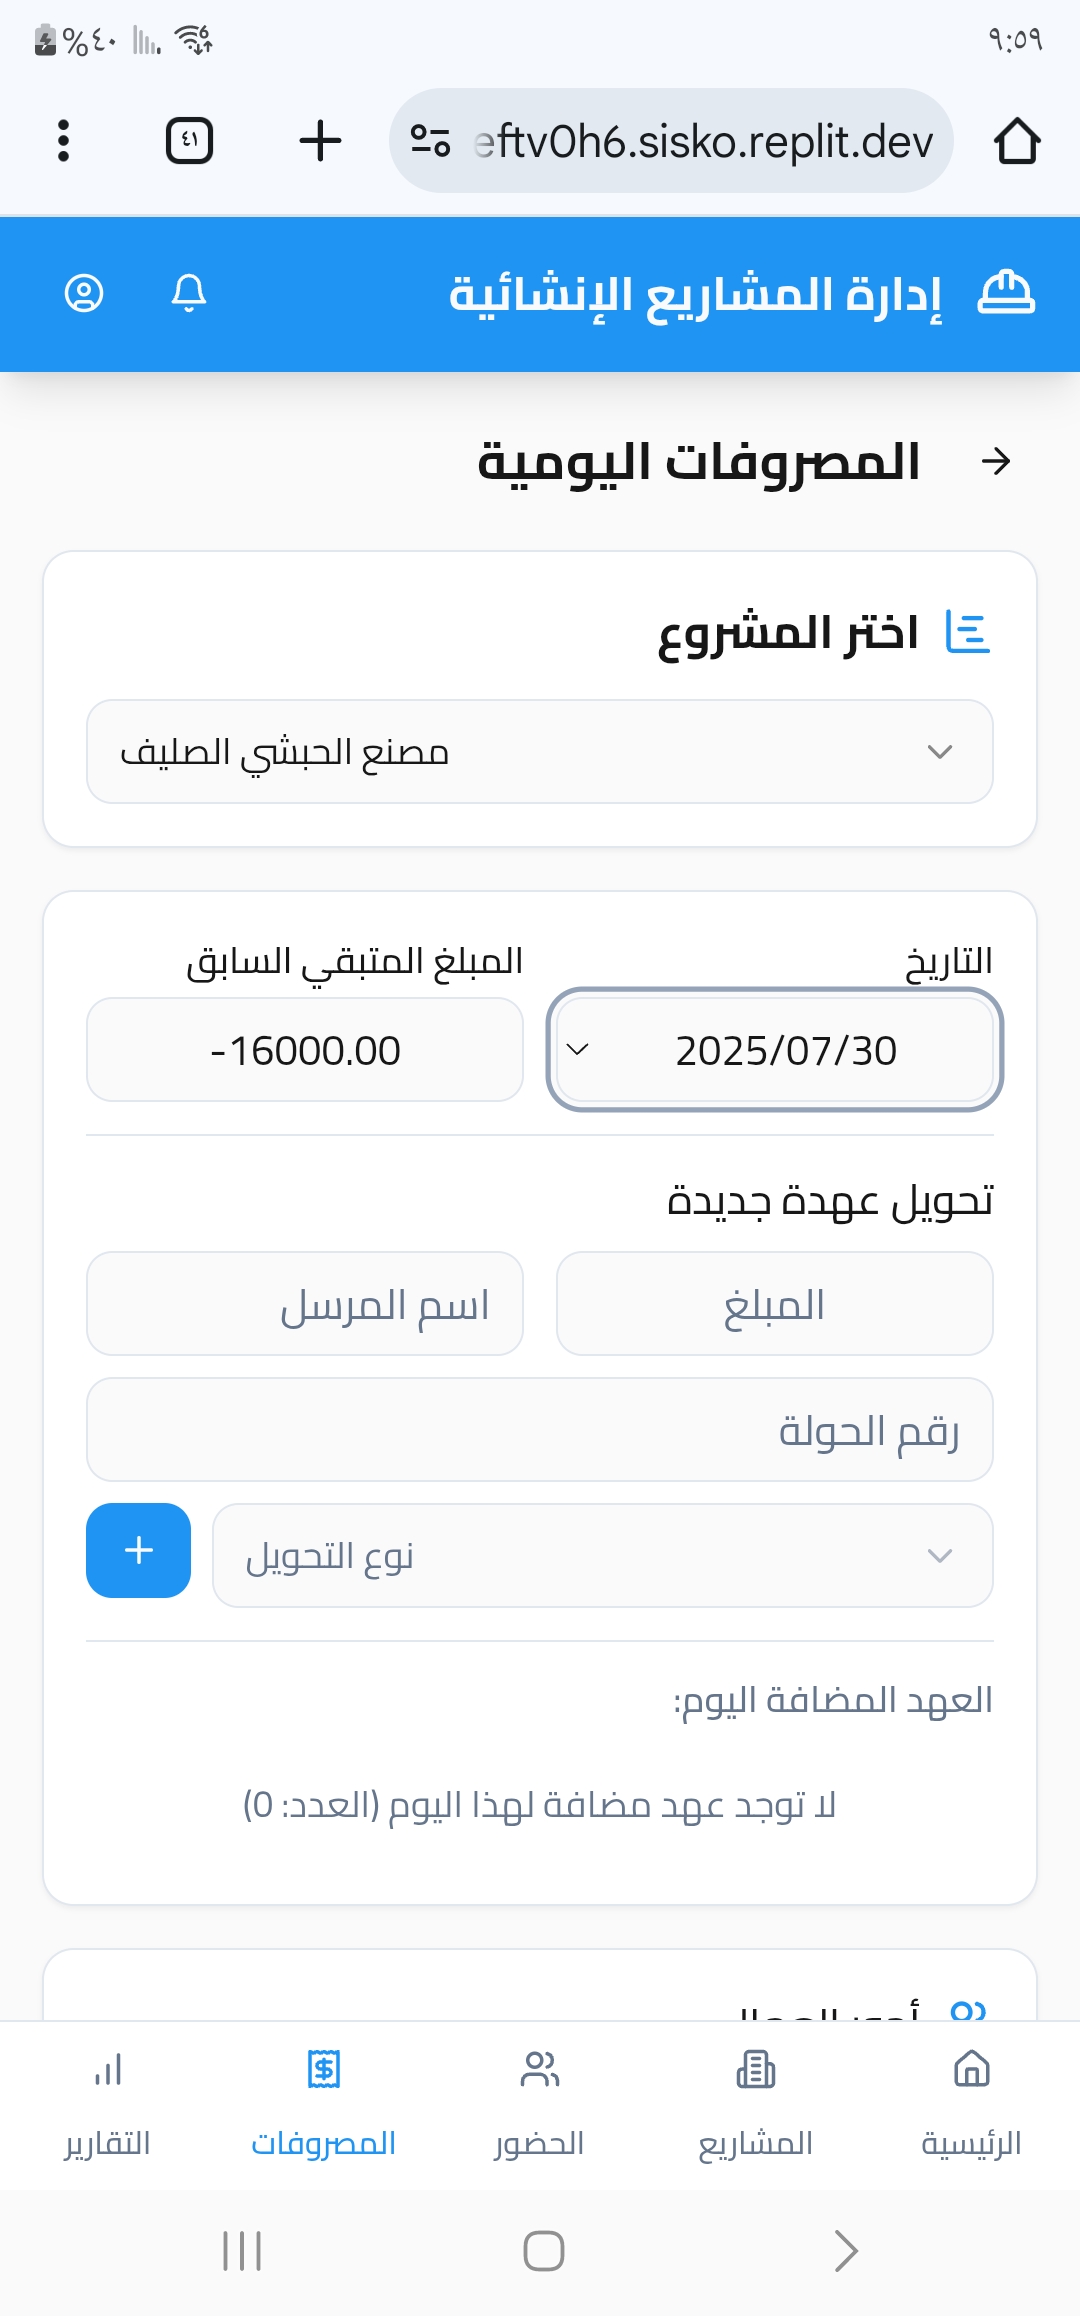 ٩:٥٩
%٤٠
٤١
eftv0h6.sisko.replit.dev
إدارة المشاريع الإنشائية
المصروفات اليومية
اختر المشروع
مصنع الحبشي الصليف
التاريخ
المبلغ المتبقي السابق
2025/07/30
-16000.00
تحويل عهدة جديدة
المبلغ
اسم المرسل
رقم الحولة
نوع التحويل
العهد المضافة اليوم:
لا توجد عهد مضافة لهذا اليوم (العدد: 0)
الرئيسية
المشاريع
الحضور
المصروفات
التقارير